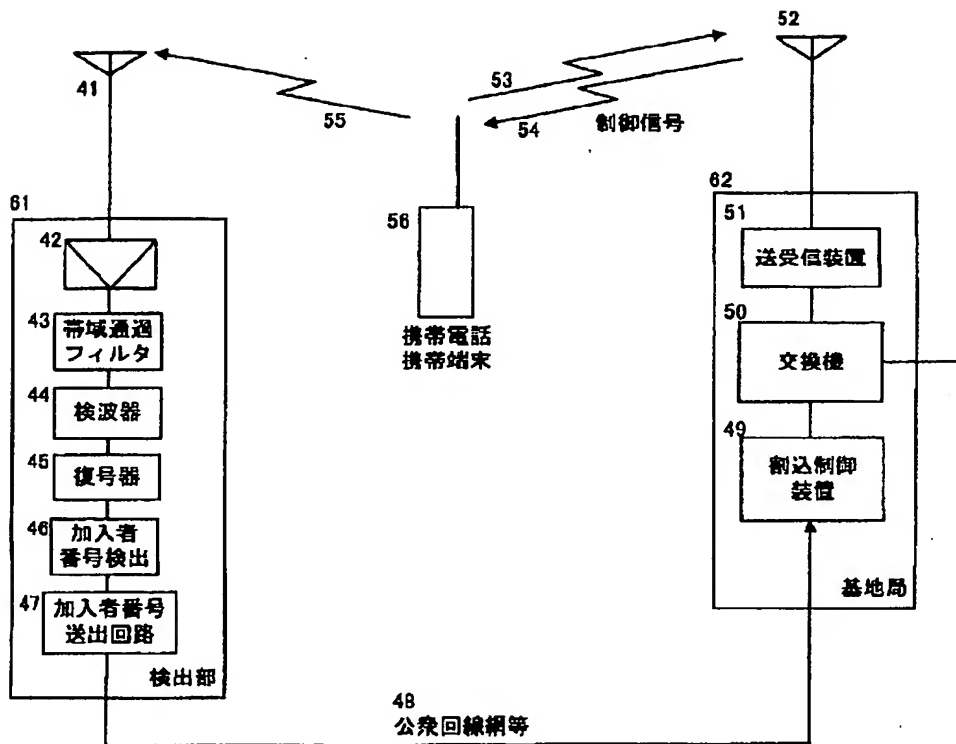 52
41
53
55
54
制御信号
61
42
43
帯域通過
フィルタ
44
検波器
45
復号器
46
加入者
番号検出
47
加入者番号
送出回路
検出部
56
携帯電話
携帯端末
62
51
送受信装置
50
交換機
49
割込制御
装置
基地局
48
公衆回線網等